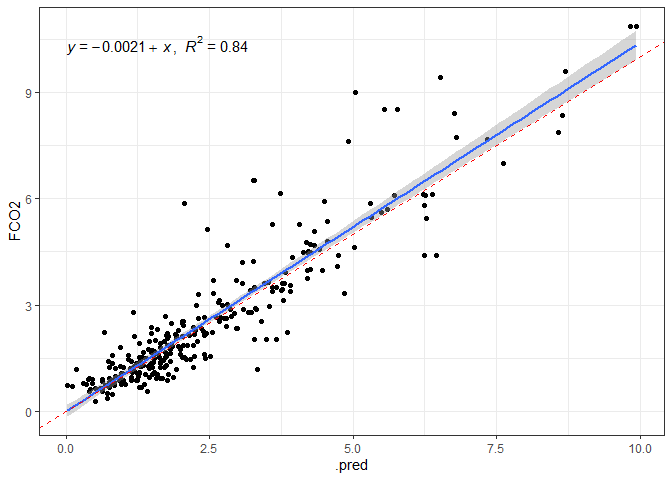 y = −0.0021 + x , R² = 0.84
9
6
3
0
FCO2
0.0 2.5 5.0 7.5 10.0
.pred